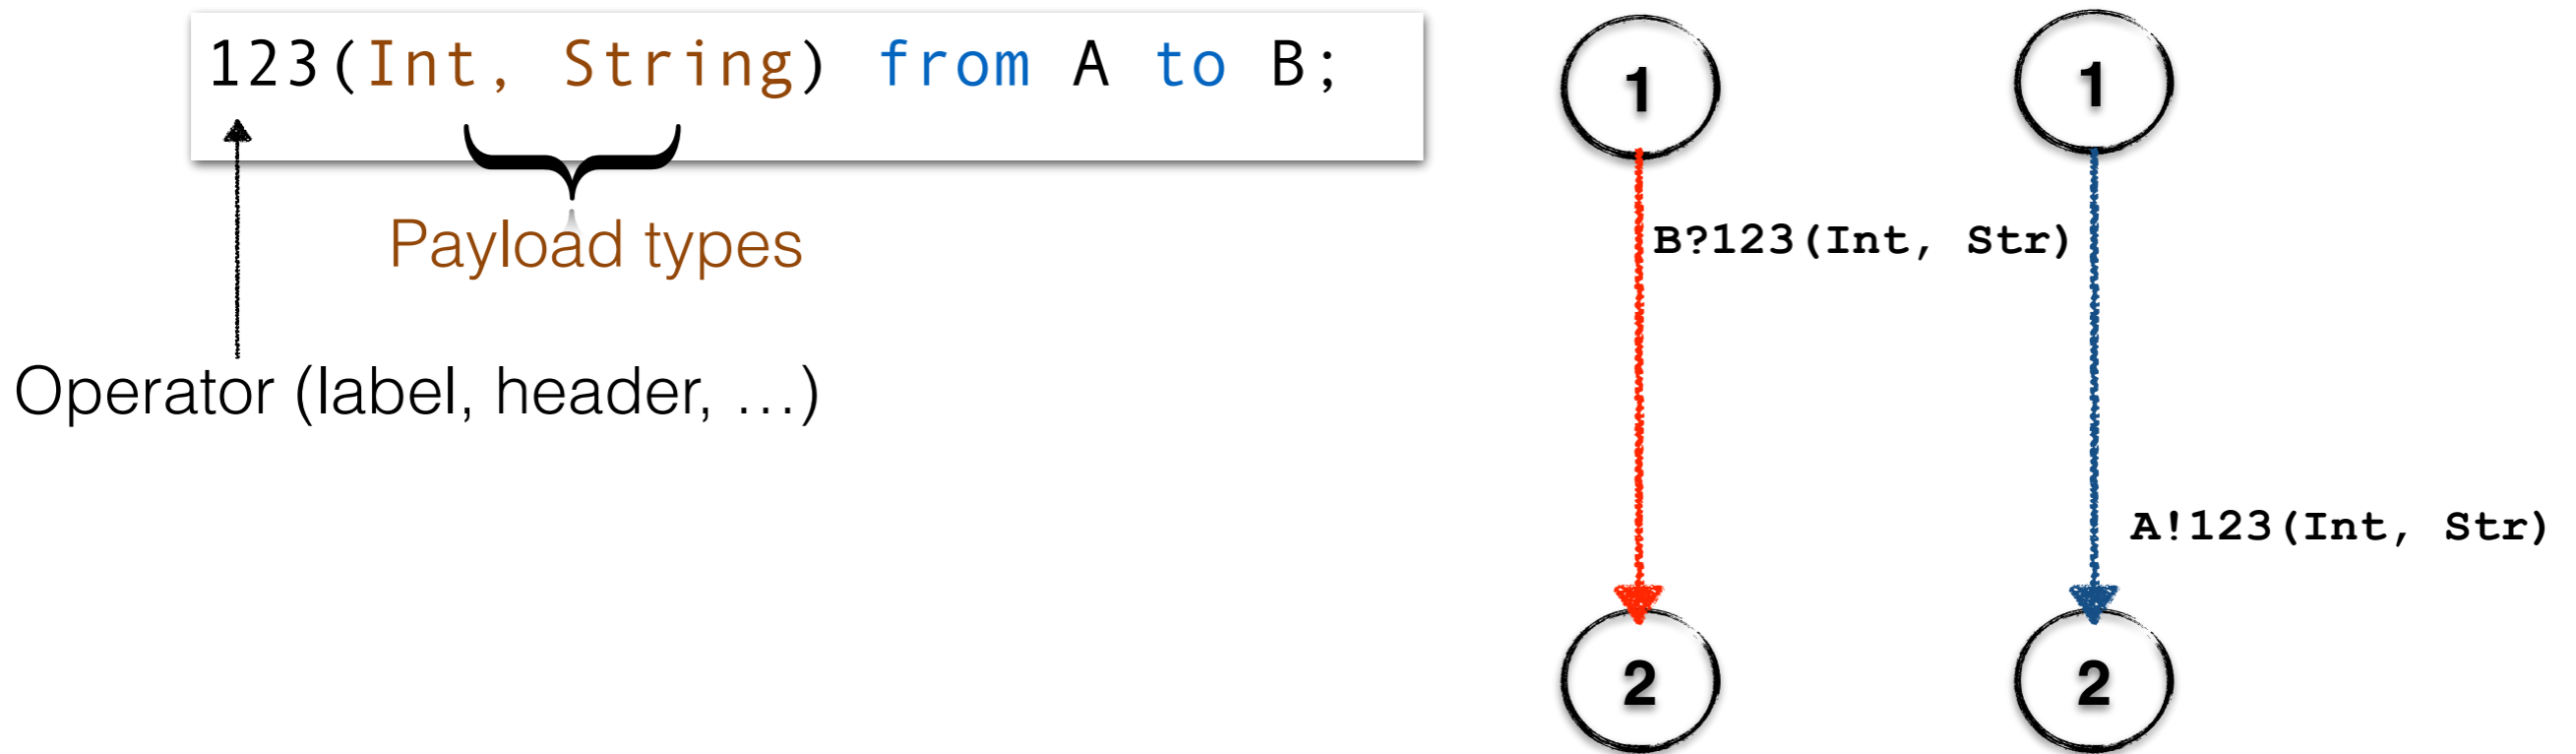 123(Int, String) from A to B;
Payload types
Operator (label, header, …)
1
1
B?123(Int, Str)
A!123(Int, Str)
2
2